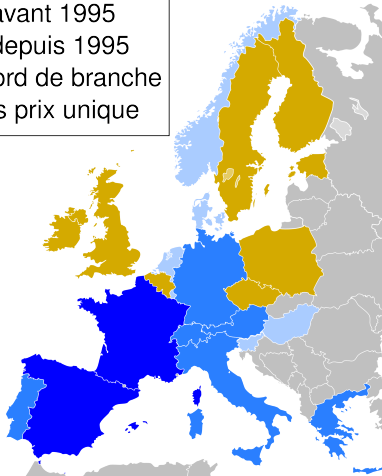 avant 1995
depuis 1995
ord de branche
s prix unique